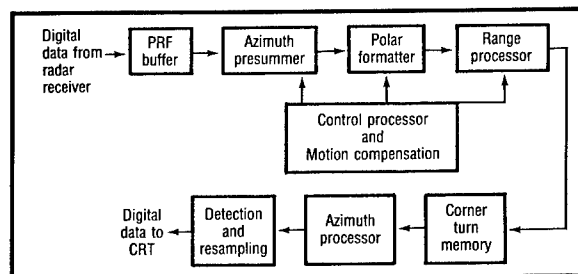 Digital
data from
radar
receiver
PRF
buffer
Azimuth
presummer
Polar
formatter
Range
processor
Control processor
and
Motion compensation
Digital
data to
CRT
Detection
and
resampling
Azimuth
processor
Corner
turn
memory